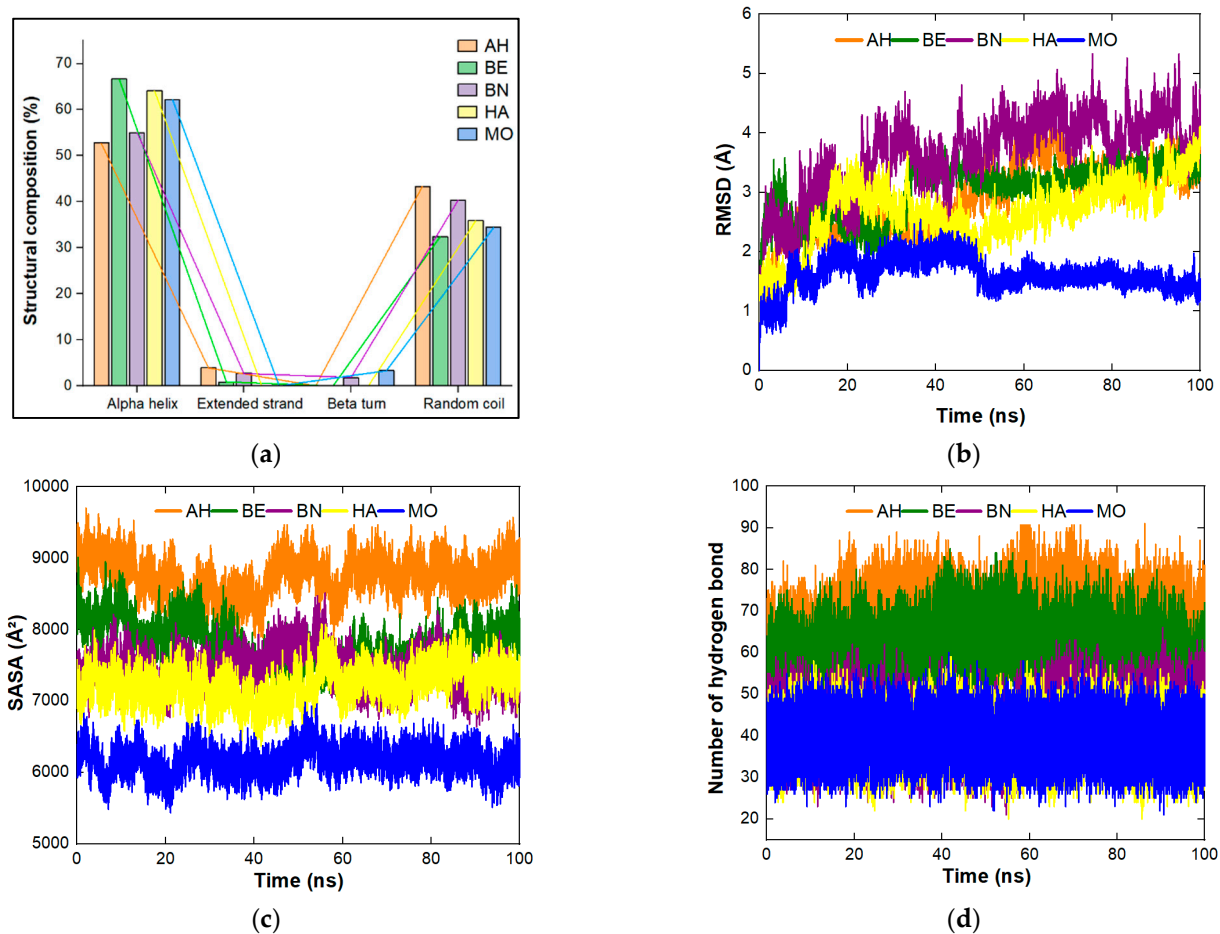 AH
BE
BN
HA
MO
Structural composition (%)
70
60
50
40
30
20
10
0
Alpha helix Extended strand Beta turn Random coil
(a)
AH BE BN HA MO
RMSD (Å)
6
5
4
3
2
1
0
0 20 40 60 80 100
Time (ns)
(b)
AH BE BN HA MO
SASA (Å²)
10000
9000
8000
7000
6000
5000
0 20 40 60 80 100
Time (ns)
(c)
AH BE BN HA MO
Number of hydrogen bond
100
90
80
70
60
50
40
30
20
0 20 40 60 80 100
Time (ns)
(d)